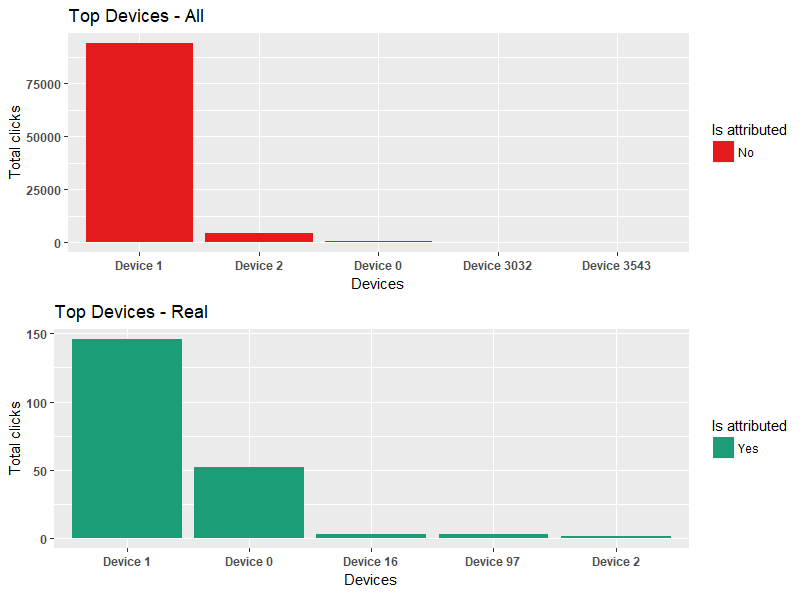 Top Devices - All
Total clicks
75000
50000
25000
0
Device 1 Device 2 Device 0 Device 3032 Device 3543
Devices
Is attributed
No
Top Devices - Real
Total clicks
150
100
50
0
Device 1 Device 0 Device 16 Device 97 Device 2
Devices
Is attributed
Yes